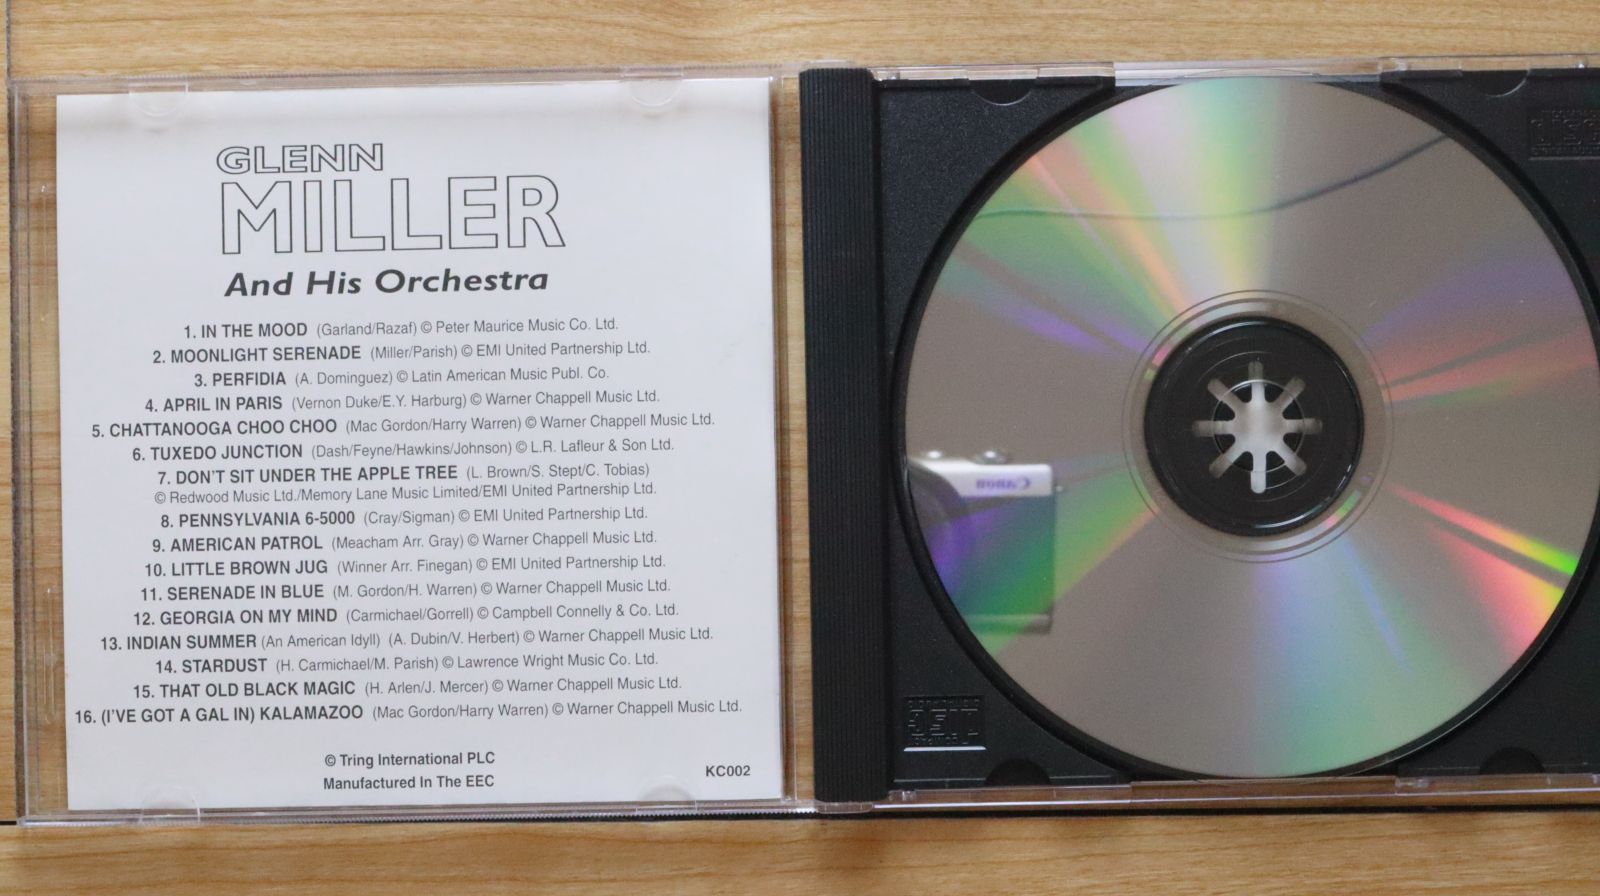 GLENN
MILLER
And His Orchestra
1. IN THE MOOD (Garland/Razaf) © Peter Maurice Music Co. Ltd.
2. MOONLIGHT SERENADE (Miller/Parish) © EMI United Partnership Ltd.
3. PERFIDIA (A. Dominguez) © Latin American Music Publ. Co.
4. APRIL IN PARIS (Vernon Duke/E.Y. Harburg) © Warner Chappell Music Ltd.
5. CHATTANOOGA CHOO CHOO (Mac Gordon/Harry Warren) © Warner Chappell Music Ltd.
6. TUXEDO JUNCTION (Dash/Feyne/Hawkins/Johnson) © L.R. Lafleur & Son Ltd.
7. DON'T SIT UNDER THE APPLE TREE (L. Brown/S. Stept/C. Tobias)
© Redwood Music Ltd./Memory Lane Music Limited/EMI United Partnership Ltd.
8. PENNSYLVANIA 6-5000 (Cray/Sigman) © EMI United Partnership Ltd.
9. AMERICAN PATROL (Meacham Arr. Gray) © Warner Chappell Music Ltd.
10. LITTLE BROWN JUG (Winner Arr. Finegan) © EMI United Partnership Ltd.
11. SERENADE IN BLUE (M. Gordon/H. Warren) © Warner Chappell Music Ltd.
12. GEORGIA ON MY MIND (Carmichael/Gorrell) © Campbell Connelly & Co. Ltd.
13. INDIAN SUMMER (An American Idyll) (A. Dubin/V. Herbert) © Warner Chappell Music Ltd.
14. STARDUST (H. Carmichael/M. Parish) © Lawrence Wright Music Co. Ltd.
15. THAT OLD BLACK MAGIC (H. Arlen/J. Mercer) © Warner Chappell Music Ltd.
16. (I'VE GOT A GAL IN) KALAMAZOO (Mac Gordon/Harry Warren) © Warner Chappell Music Ltd.
© Tring International PLC
Manufactured In The EEC
KC002
Canon